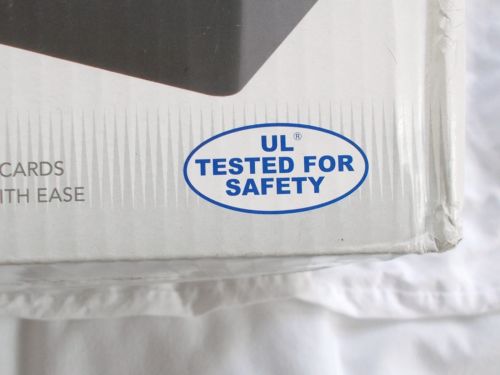 CARDS
ITH EASE
UL®
TESTED FOR
SAFETY